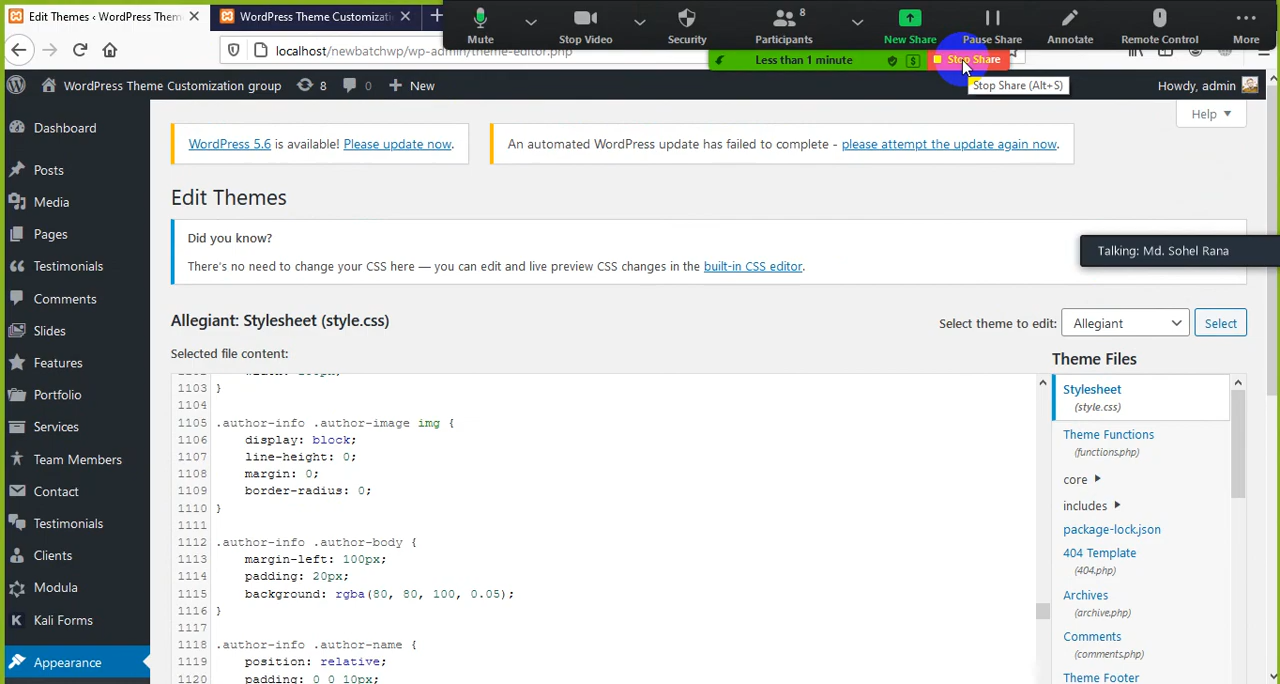 Edit Themes ‹ WordPress Them
WordPress Theme Customizati
Mute
Stop Video
Security
Participants
8
New Share
Pause Share
Annotate
Remote Control
More
localhost/newbatchwp/wp-admin/theme-editor.php
Less than 1 minute
Stop Share
Stop Share (Alt+S)
WordPress Theme Customization group
8
0
New
Howdy, admin
Help
Dashboard
Posts
Media
Pages
Testimonials
Comments
Slides
Features
Portfolio
Services
Team Members
Contact
Testimonials
Clients
Modula
Kali Forms
Appearance
WordPress 5.6 is available! Please update now.
An automated WordPress update has failed to complete - please attempt the update again now.
Edit Themes
Did you know?
There's no need to change your CSS here — you can edit and live preview CSS changes in the built-in CSS editor.
Talking: Md. Sohel Rana
Allegiant: Stylesheet (style.css)
Select theme to edit:
Allegiant
Select
Selected file content:
1103 }
1104
1105 .author-info .author-image img {
1106 display: block;
1107 line-height: 0;
1108 margin: 0;
1109 border-radius: 0;
1110 }
1111
1112 .author-info .author-body {
1113 margin-left: 100px;
1114 padding: 20px;
1115 background: rgba(80, 80, 100, 0.05);
1116 }
1117
1118 .author-info .author-name {
1119 position: relative;
1120 padding: 0 0 10px;
Theme Files
Stylesheet
(style.css)
Theme Functions
(functions.php)
core
includes
package-lock.json
404 Template
(404.php)
Archives
(archive.php)
Comments
(comments.php)
Theme Footer